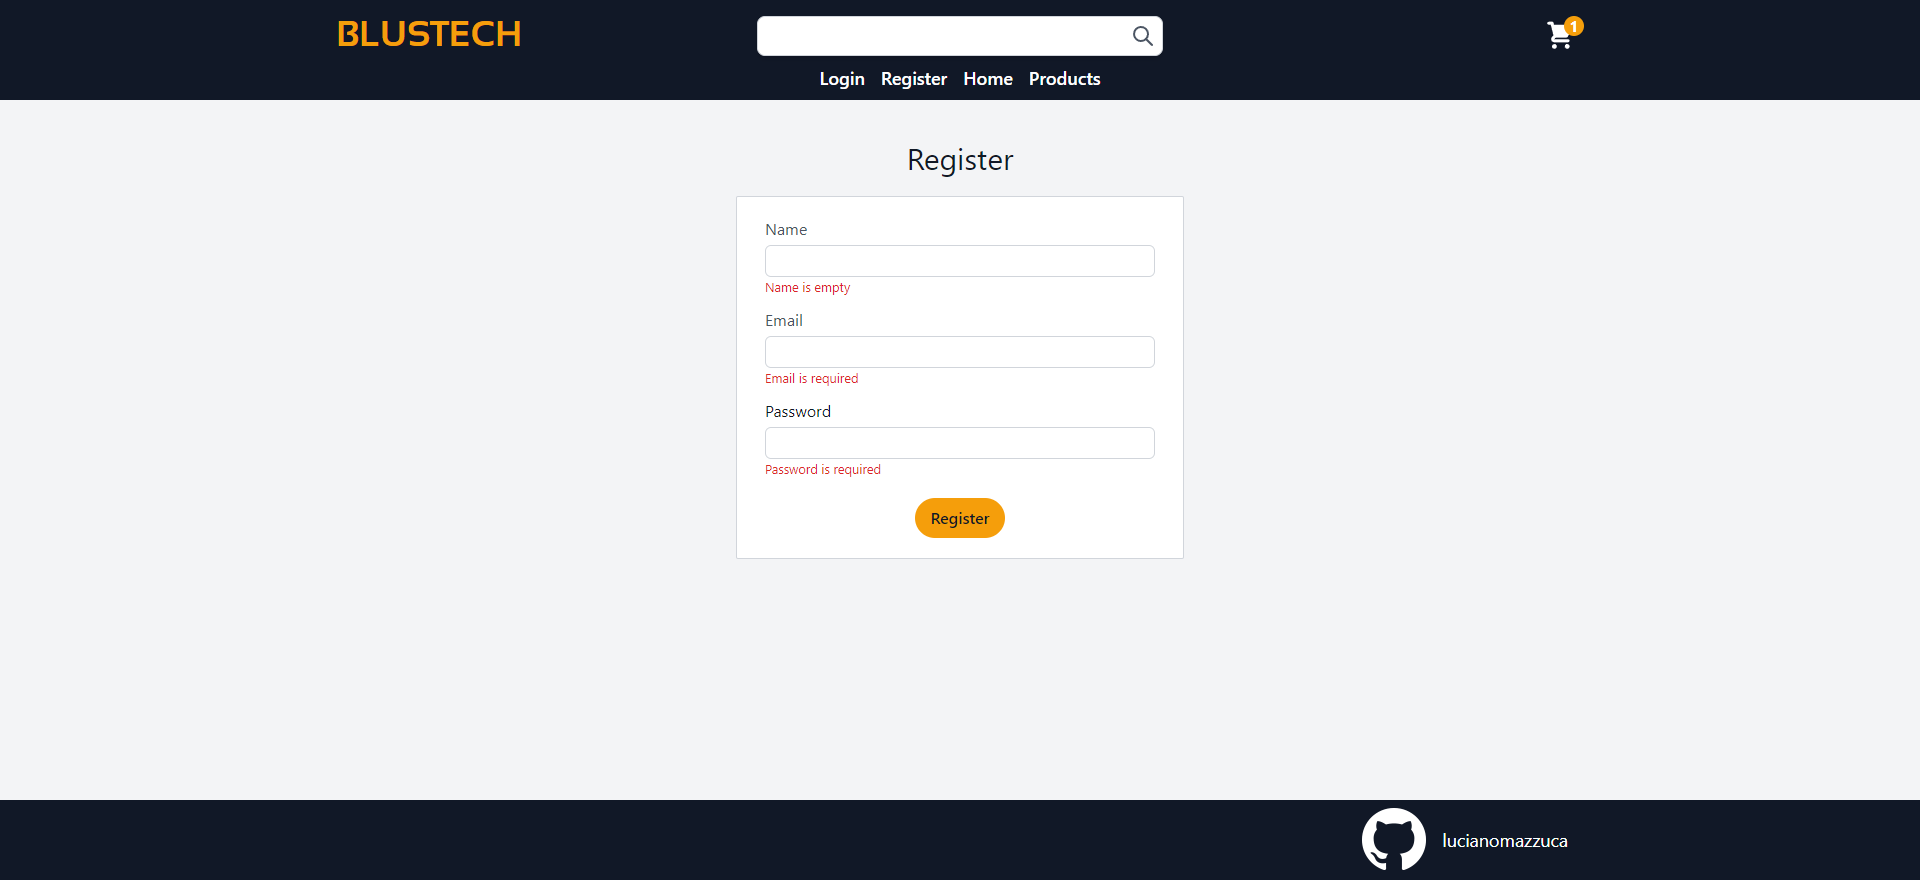 BLUSTECH
1
Login Register Home Products
Register
Name
Name is empty
Email
Email is required
Password
Password is required
Register
lucianomazzuca